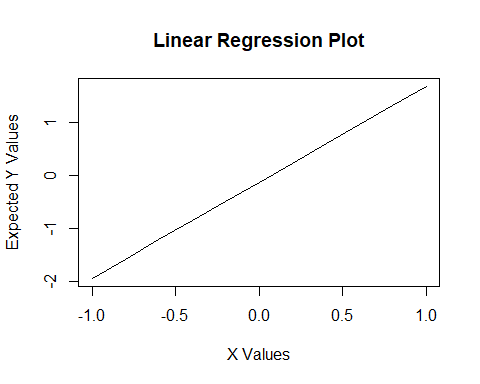 Linear Regression Plot
Expected Y Values
1
0
-1
-2
-1.0 -0.5 0.0 0.5 1.0
X Values